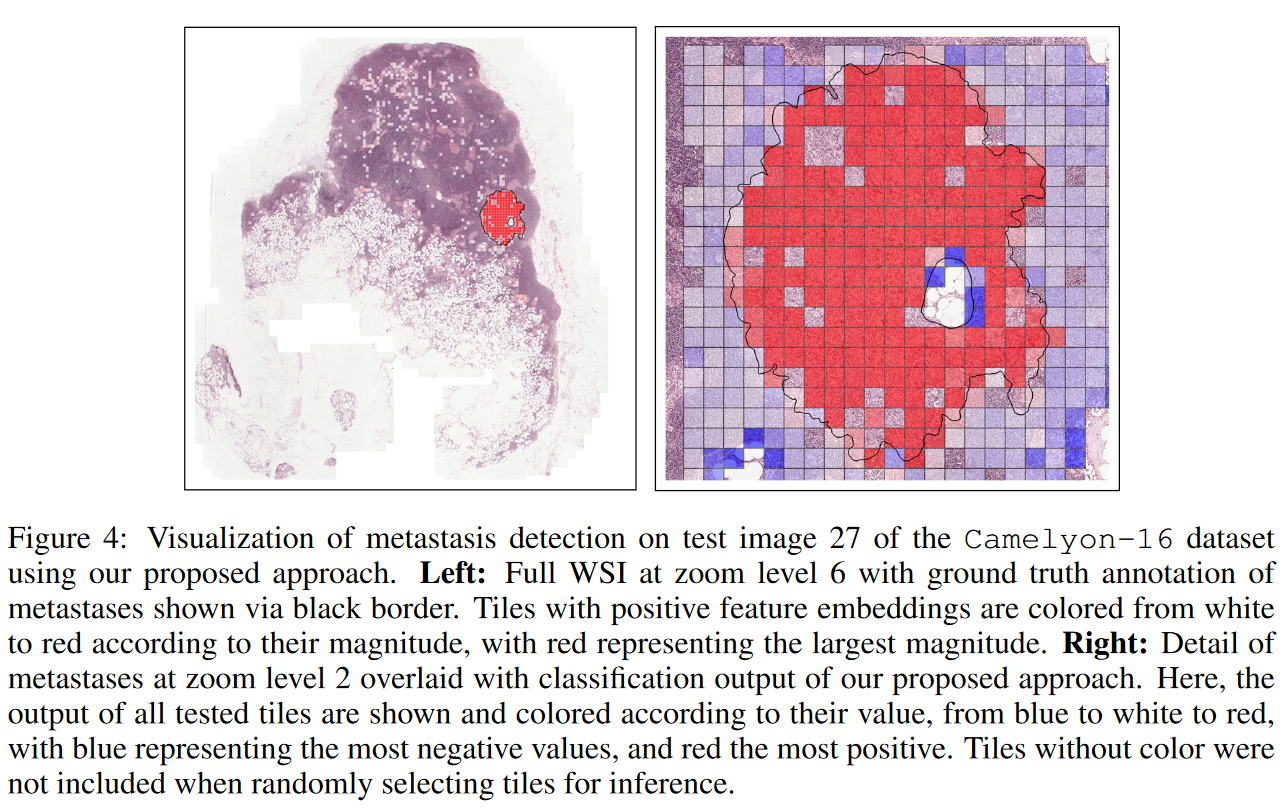 Figure 4: Visualization of metastasis detection on test image 27 of the Camelyon-16 dataset
using our proposed approach. Left: Full WSI at zoom level 6 with ground truth annotation of
metastases shown via black border. Tiles with positive feature embeddings are colored from white
to red according to their magnitude, with red representing the largest magnitude. Right: Detail of
metastases at zoom level 2 overlaid with classification output of our proposed approach. Here, the
output of all tested tiles are shown and colored according to their value, from blue to white to red,
with blue representing the most negative values, and red the most positive. Tiles without color were
not included when randomly selecting tiles for inference.